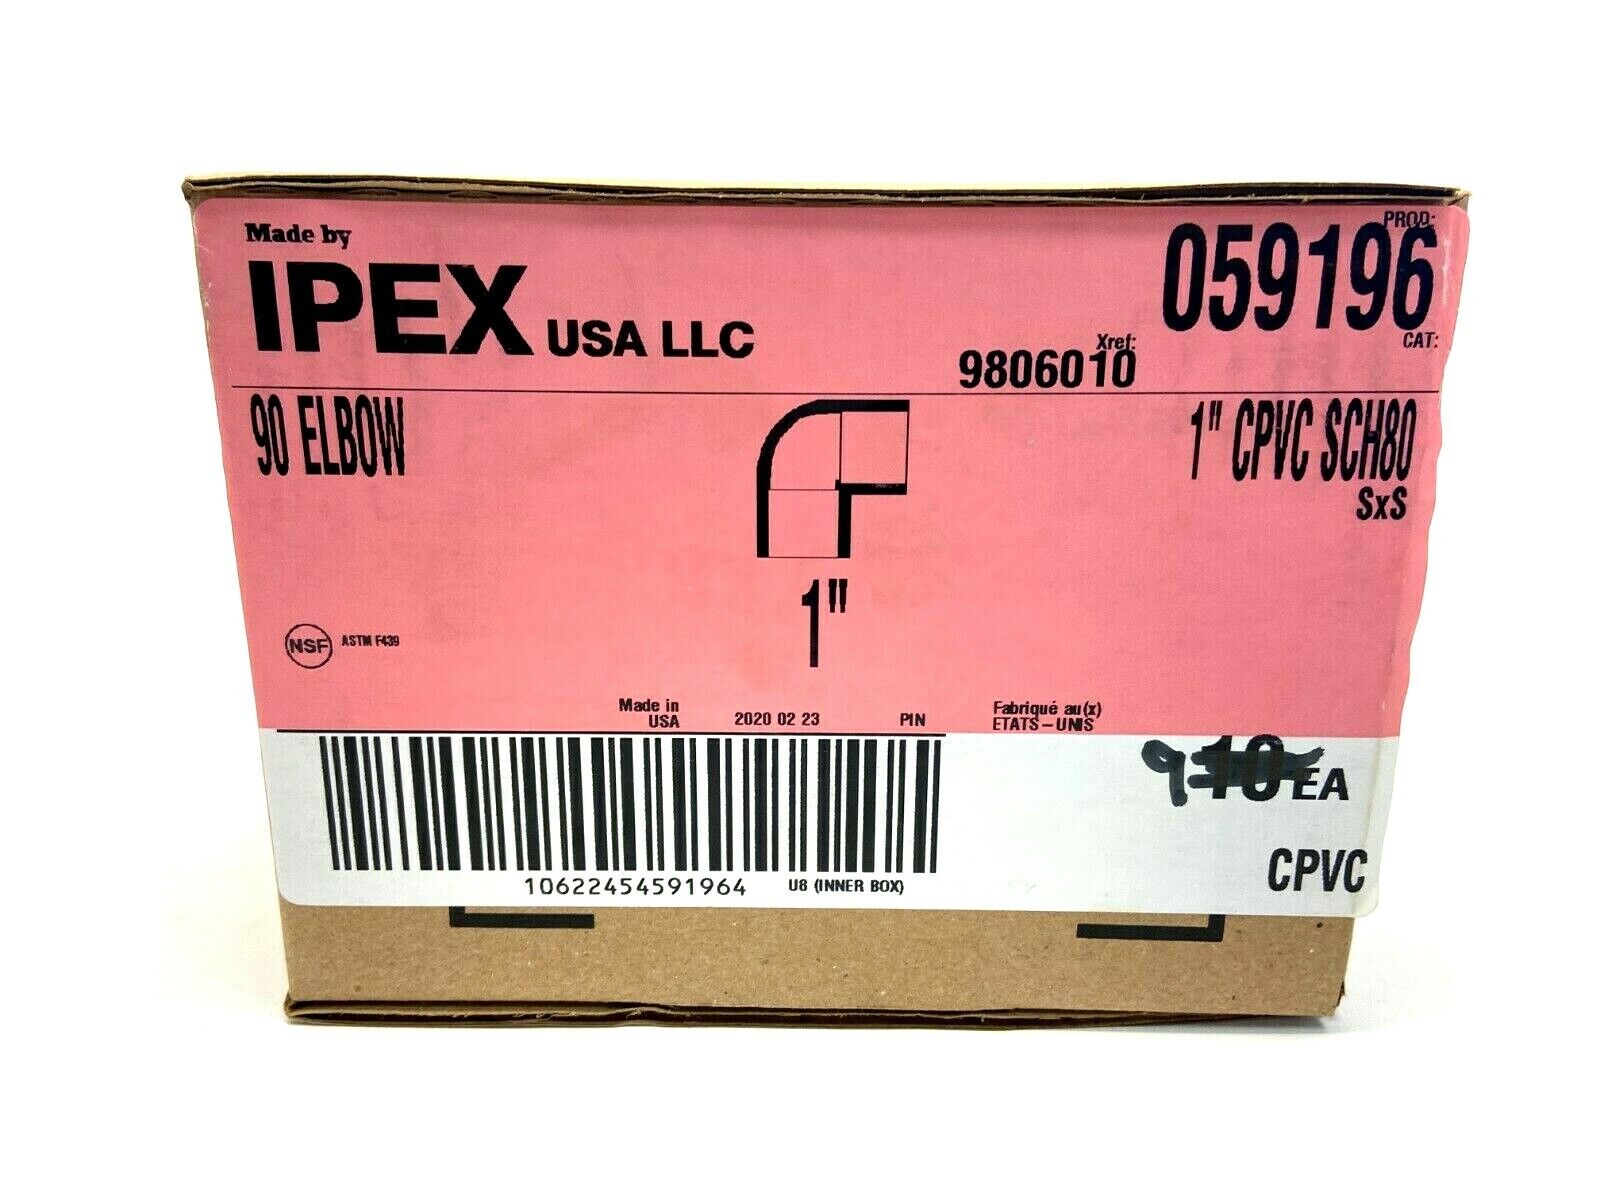 Made by
IPEX USA LLC
PROD:
059196
Xref:
9806010
CAT:
90 ELBOW
1" CPVC SCH80
SxS
1"
NSF
ASTM F439
Made in
USA
2020 02 23
PIN
Fabriqué au(x)
ETATS-UNIS
9 10 EA
10622454591964
U8 (INNER BOX)
CPVC